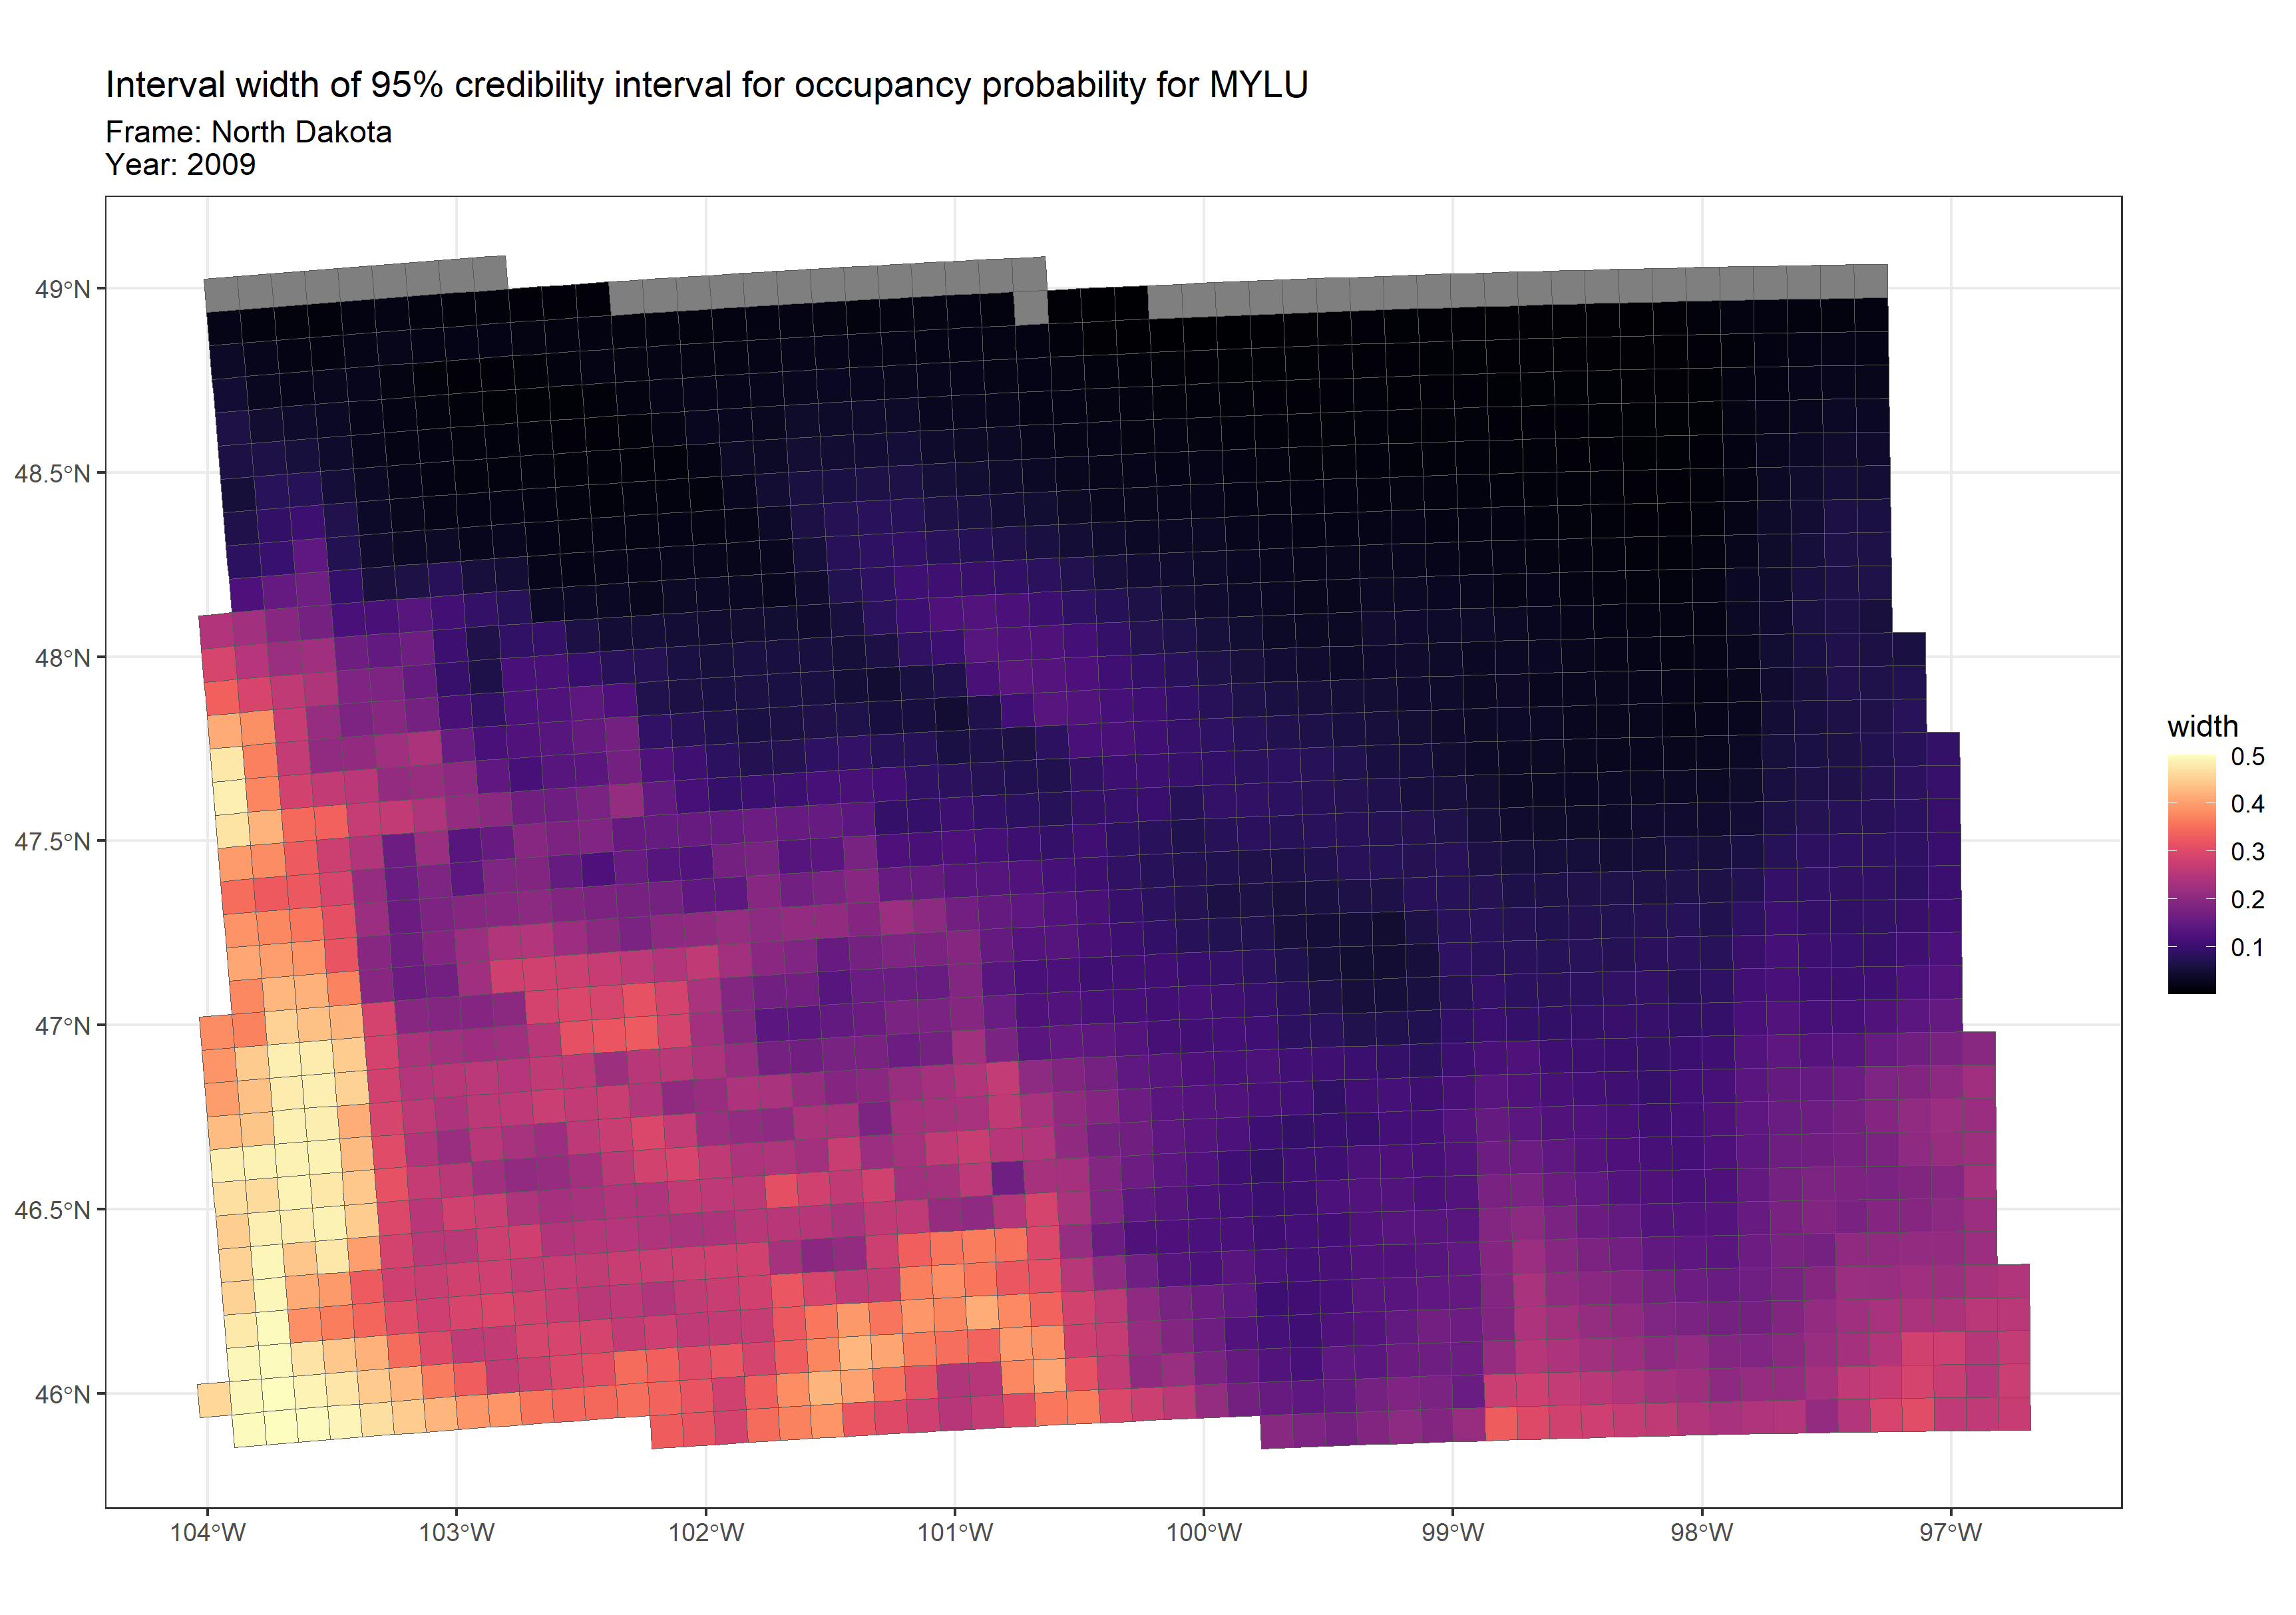 Interval width of 95% credibility interval for occupancy probability for MYLU
Frame: North Dakota
Year: 2009
49°N
48.5°N
48°N
47.5°N
47°N
46.5°N
46°N
104°W 103°W 102°W 101°W 100°W 99°W 98°W 97°W
width
0.5
0.4
0.3
0.2
0.1